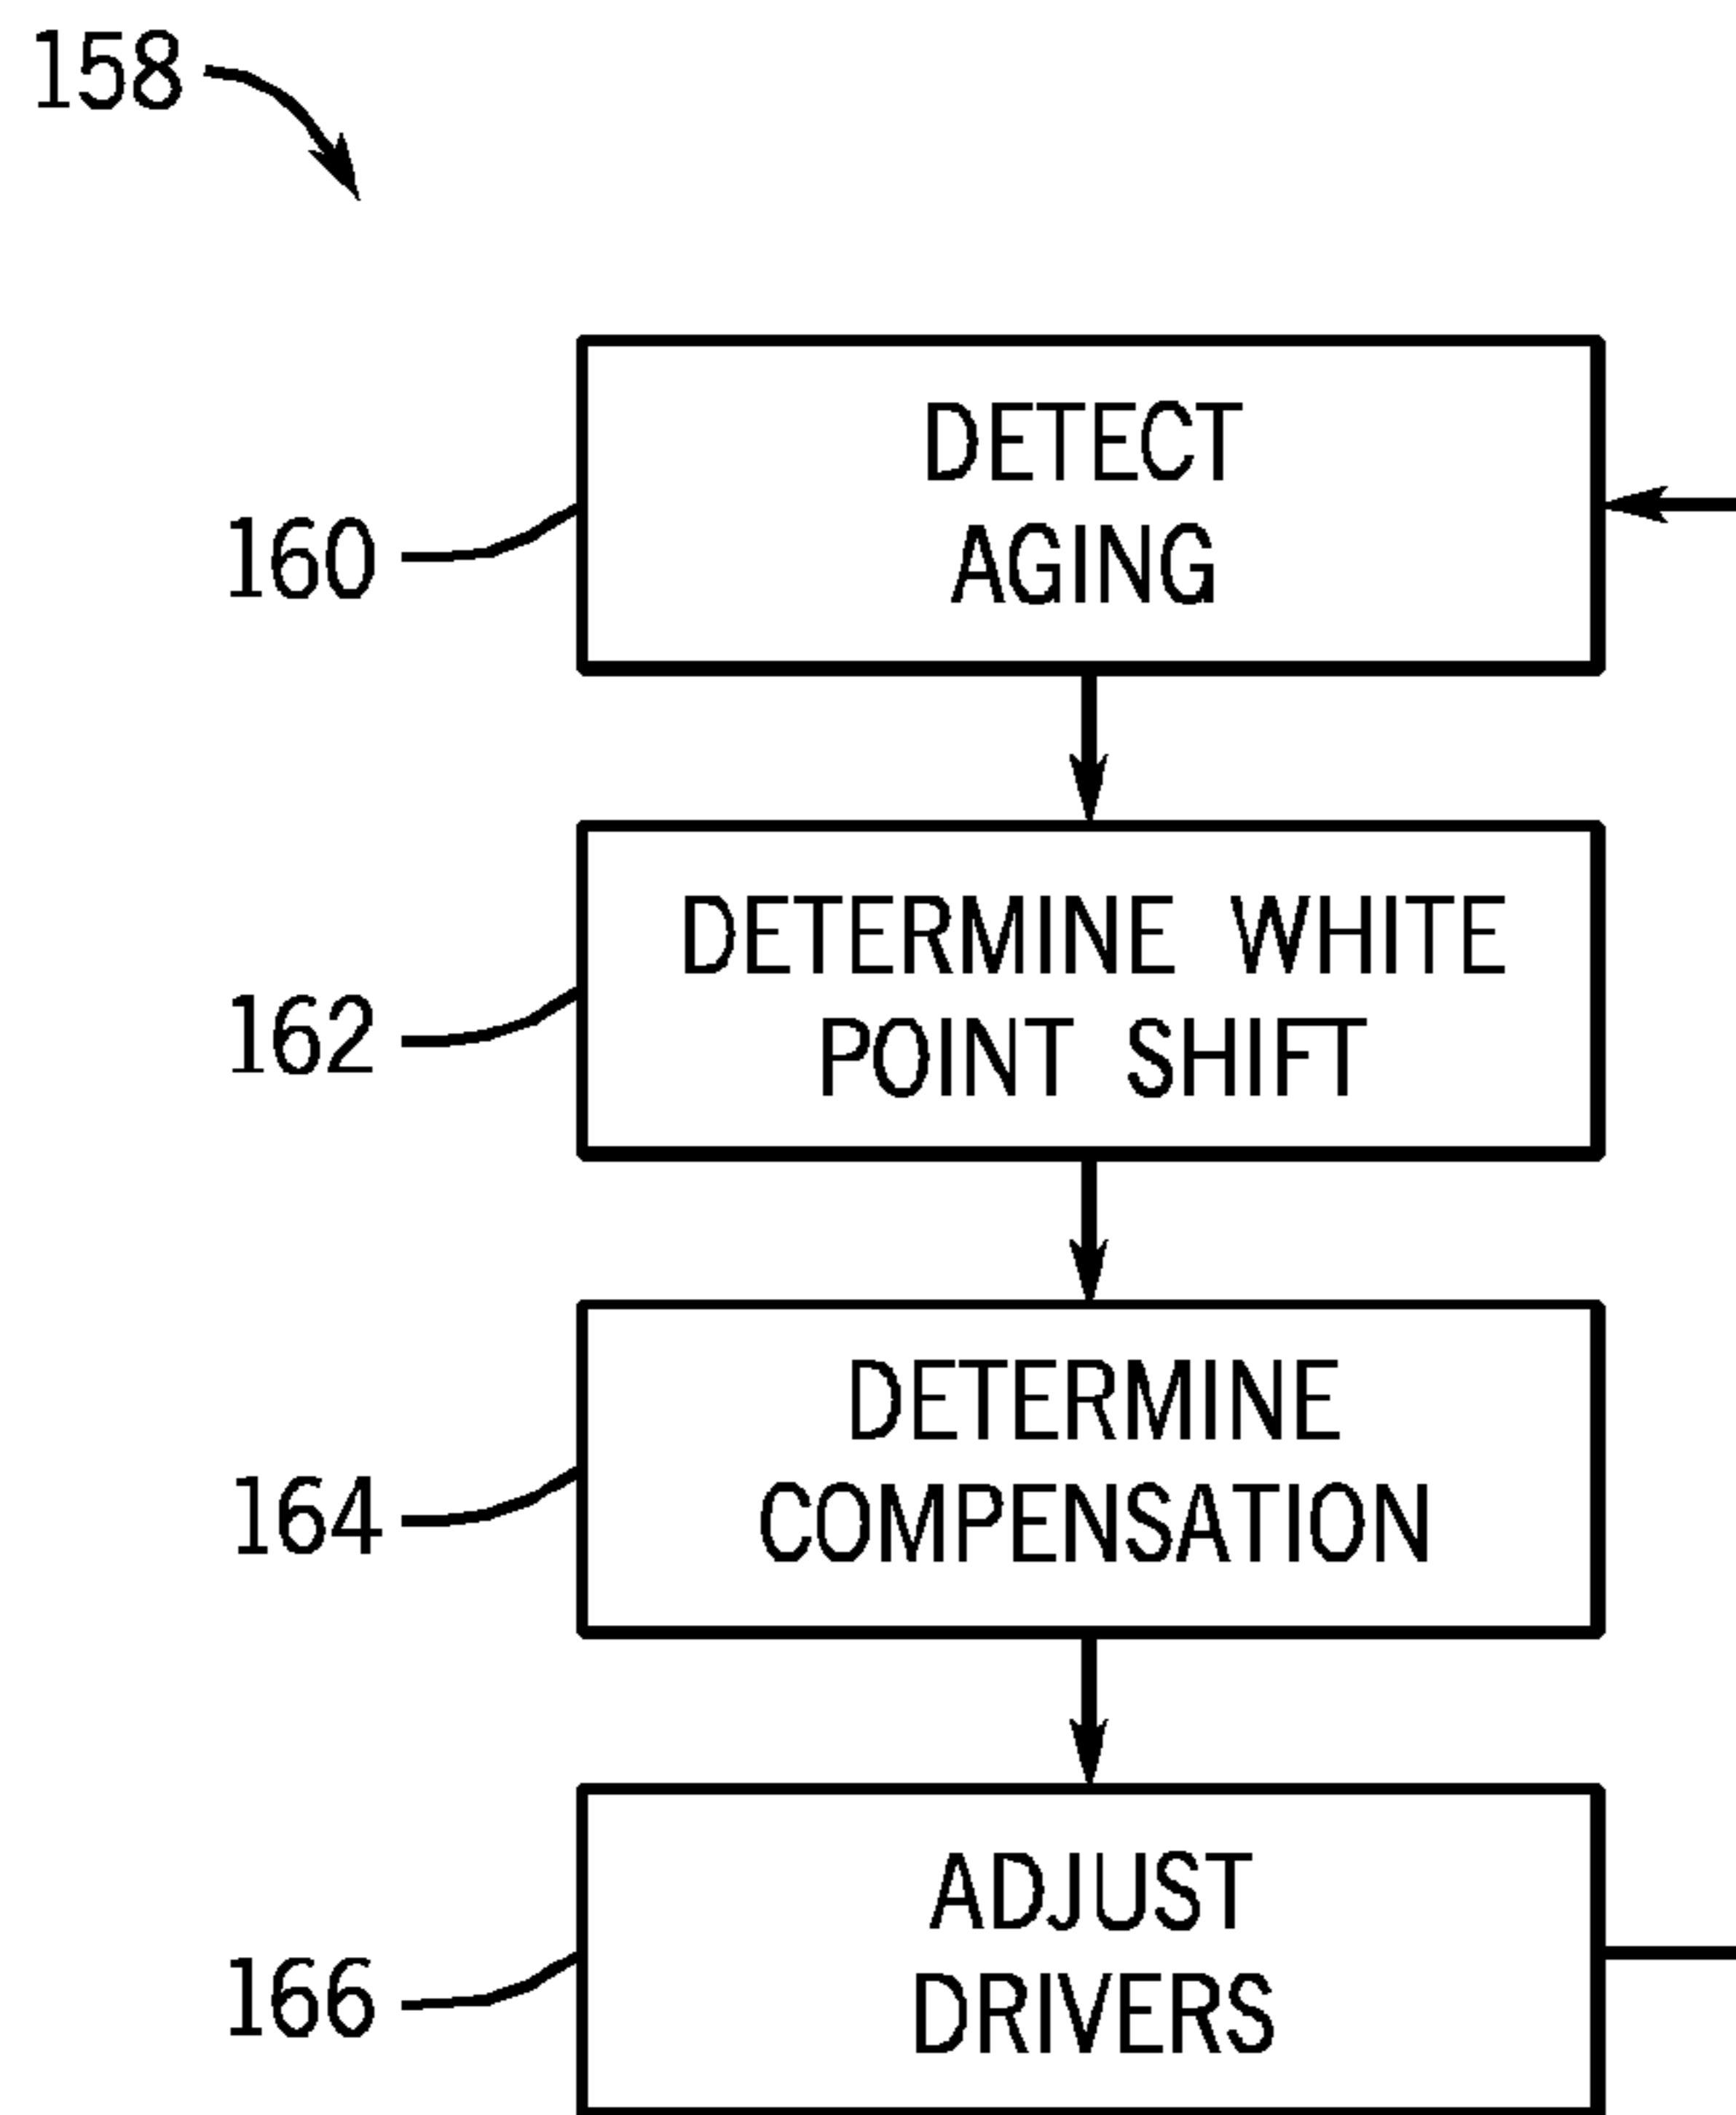 158
DETECT
AGING
160
DETERMINE WHITE
POINT SHIFT
162
DETERMINE
COMPENSATION
164
ADJUST
DRIVERS
166